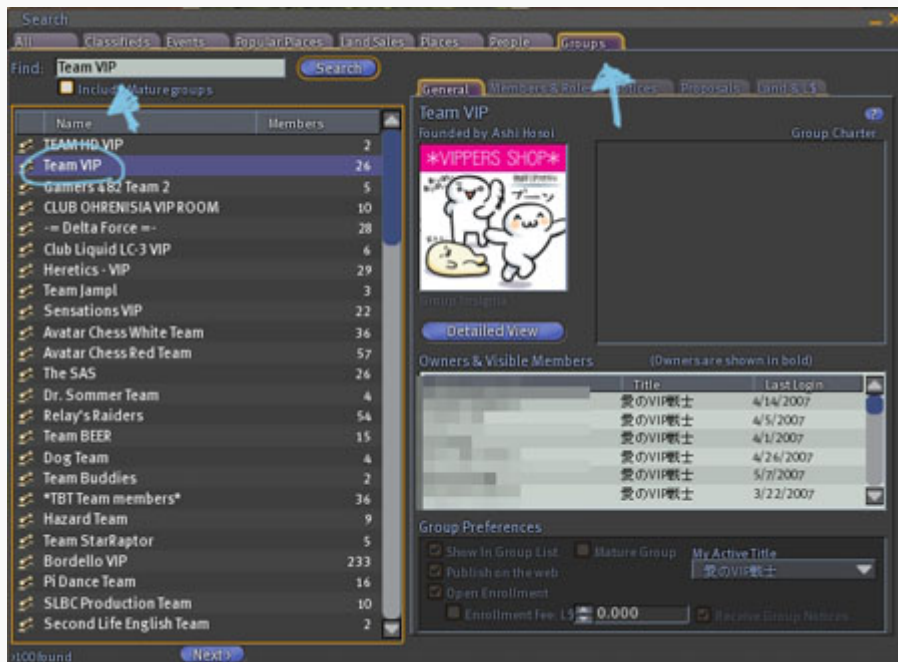 Search
All Classifieds Events Popular Places Land Sales Places People Groups
Find: Team VIP Search
Include Mature groups
Name Members
TEAM HD VIP 2
Team VIP 26
Gamers 482 Team 2 5
CLUB OHRENISIA VIP ROOM 10
-= Delta Force =- 28
Club Liquid LC-3 VIP 6
Heretics - VIP 29
Team Jampl 3
Sensations VIP 22
Avatar Chess White Team 36
Avatar Chess Red Team 57
The SAS 26
Dr. Sommer Team 4
Relay's Raiders 54
Team BEER 15
Dog Team 4
Team Buddies 2
*TBT Team members* 36
Hazard Team 9
Team StarRaptor 5
Bordello VIP 233
Pi Dance Team 16
SLBC Production Team 10
Second Life English Team 2
>100 found Next>
General Members & Roles Notices Proposals Land & L$
Team VIP
Founded by Ashi Hosoi Group Charter
*VIPPERS SHOP*
ブーン
Group Insignia
Detailed View
Owners & Visible Members (Owners are shown in bold)
Title Last Login
愛のVIP戦士 4/14/2007
愛のVIP戦士 4/5/2007
愛のVIP戦士 4/1/2007
愛のVIP戦士 4/26/2007
愛のVIP戦士 5/7/2007
愛のVIP戦士 3/22/2007
Group Preferences
Show In Group List Mature Group My Active Title
Publish on the web 愛のVIP戦士
Open Enrollment
Enrollment Fee: L$ 0.000 Receive Group Notices